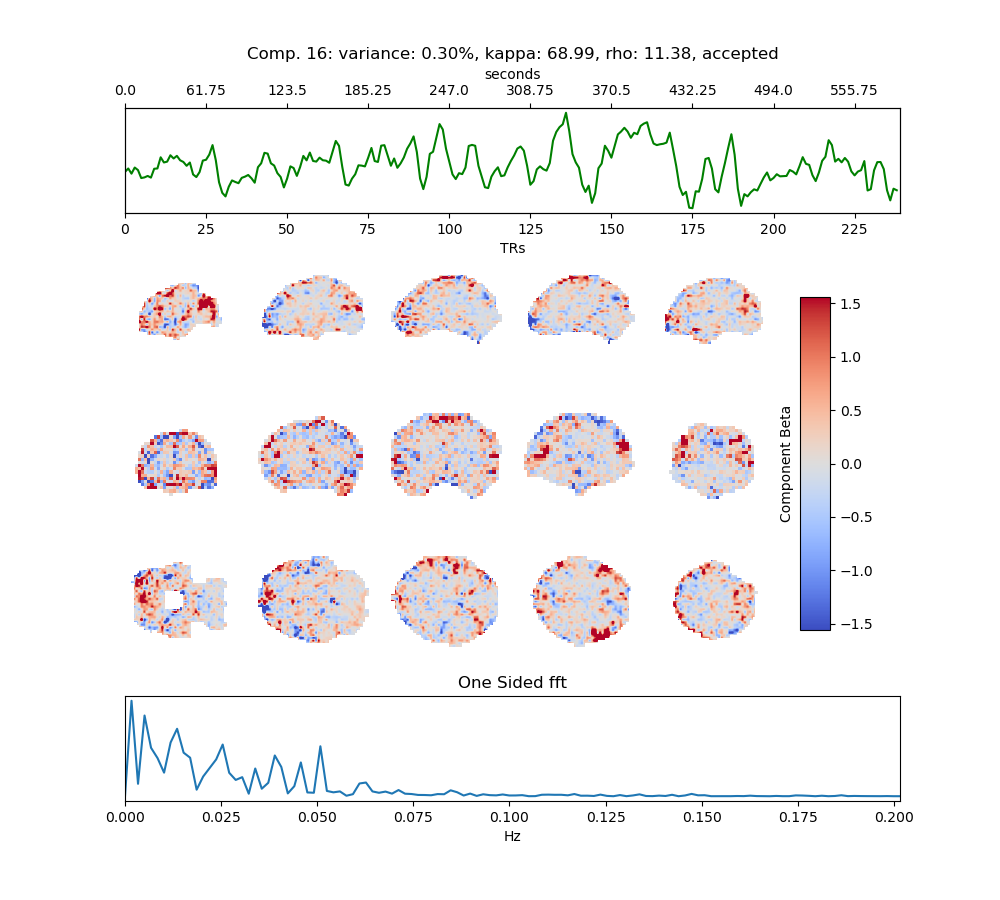 Comp. 16: variance: 0.30%, kappa: 68.99, rho: 11.38, accepted
seconds
0.0 61.75 123.5 185.25 247.0 308.75 370.5 432.25 494.0 555.75
0 25 50 75 100 125 150 175 200 225
TRs
1.5
1.0
0.5
0.0
−0.5
−1.0
−1.5
Component Beta
One Sided fft
0.000 0.025 0.050 0.075 0.100 0.125 0.150 0.175 0.200
Hz